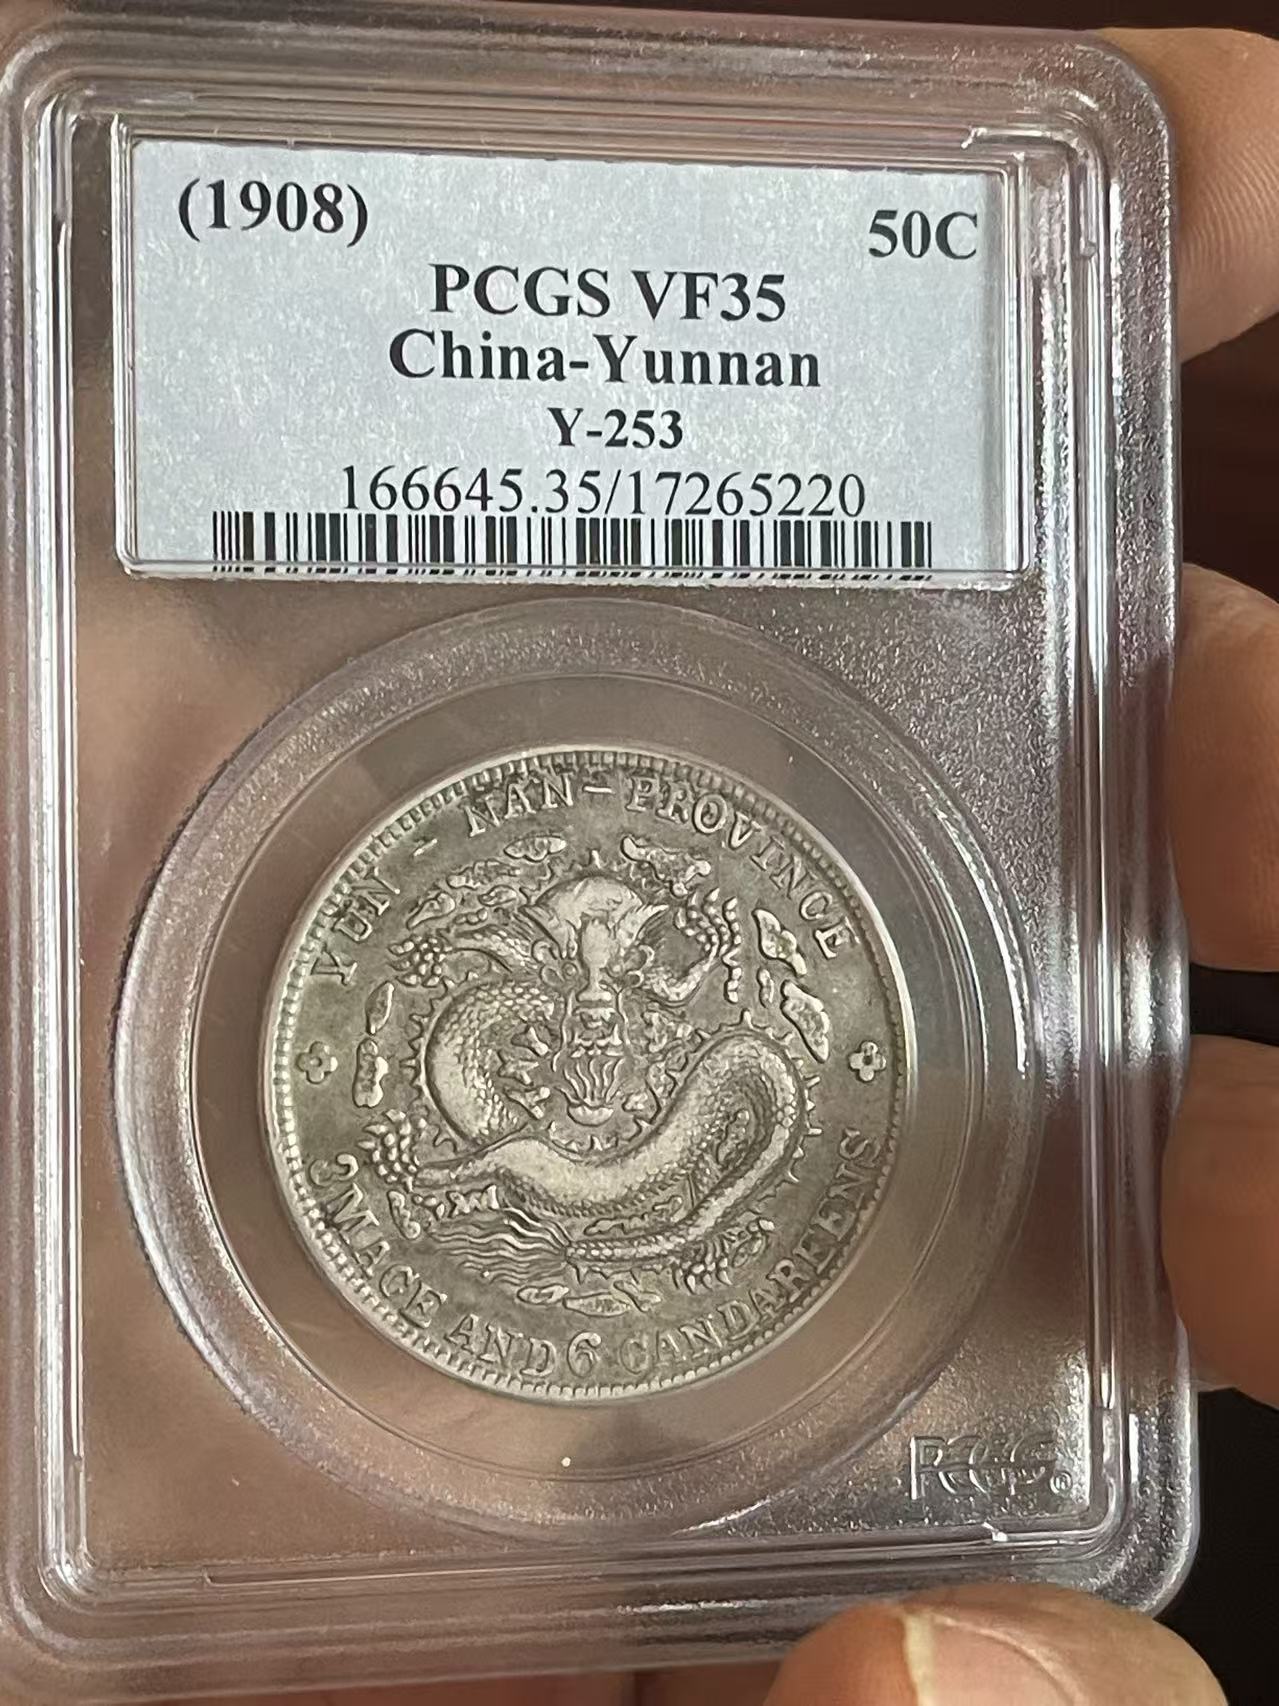 (1908) 50C
PCGS VF35
China-Yunnan
Y-253
166645.35/17265220
YUN - NAN - PROVINCE
3 MACE AND 6 CANDAREENS
PCGS®